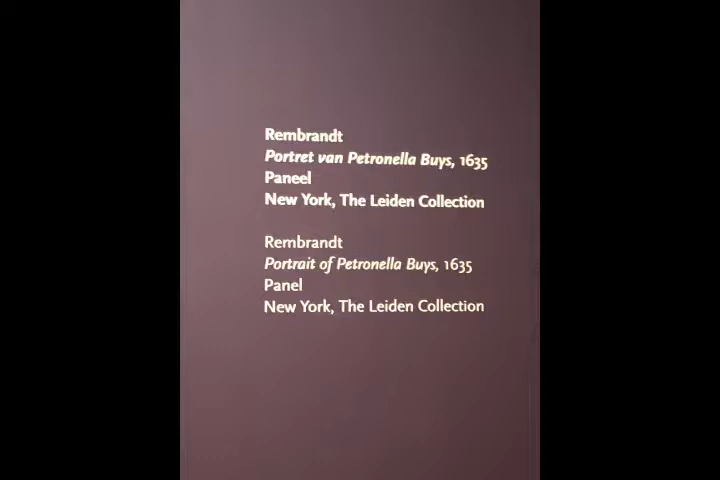 Rembrandt
Portret van Petronella Buys, 1635
Paneel
New York, The Leiden Collection
Rembrandt
Portrait of Petronella Buys, 1635
Panel
New York, The Leiden Collection